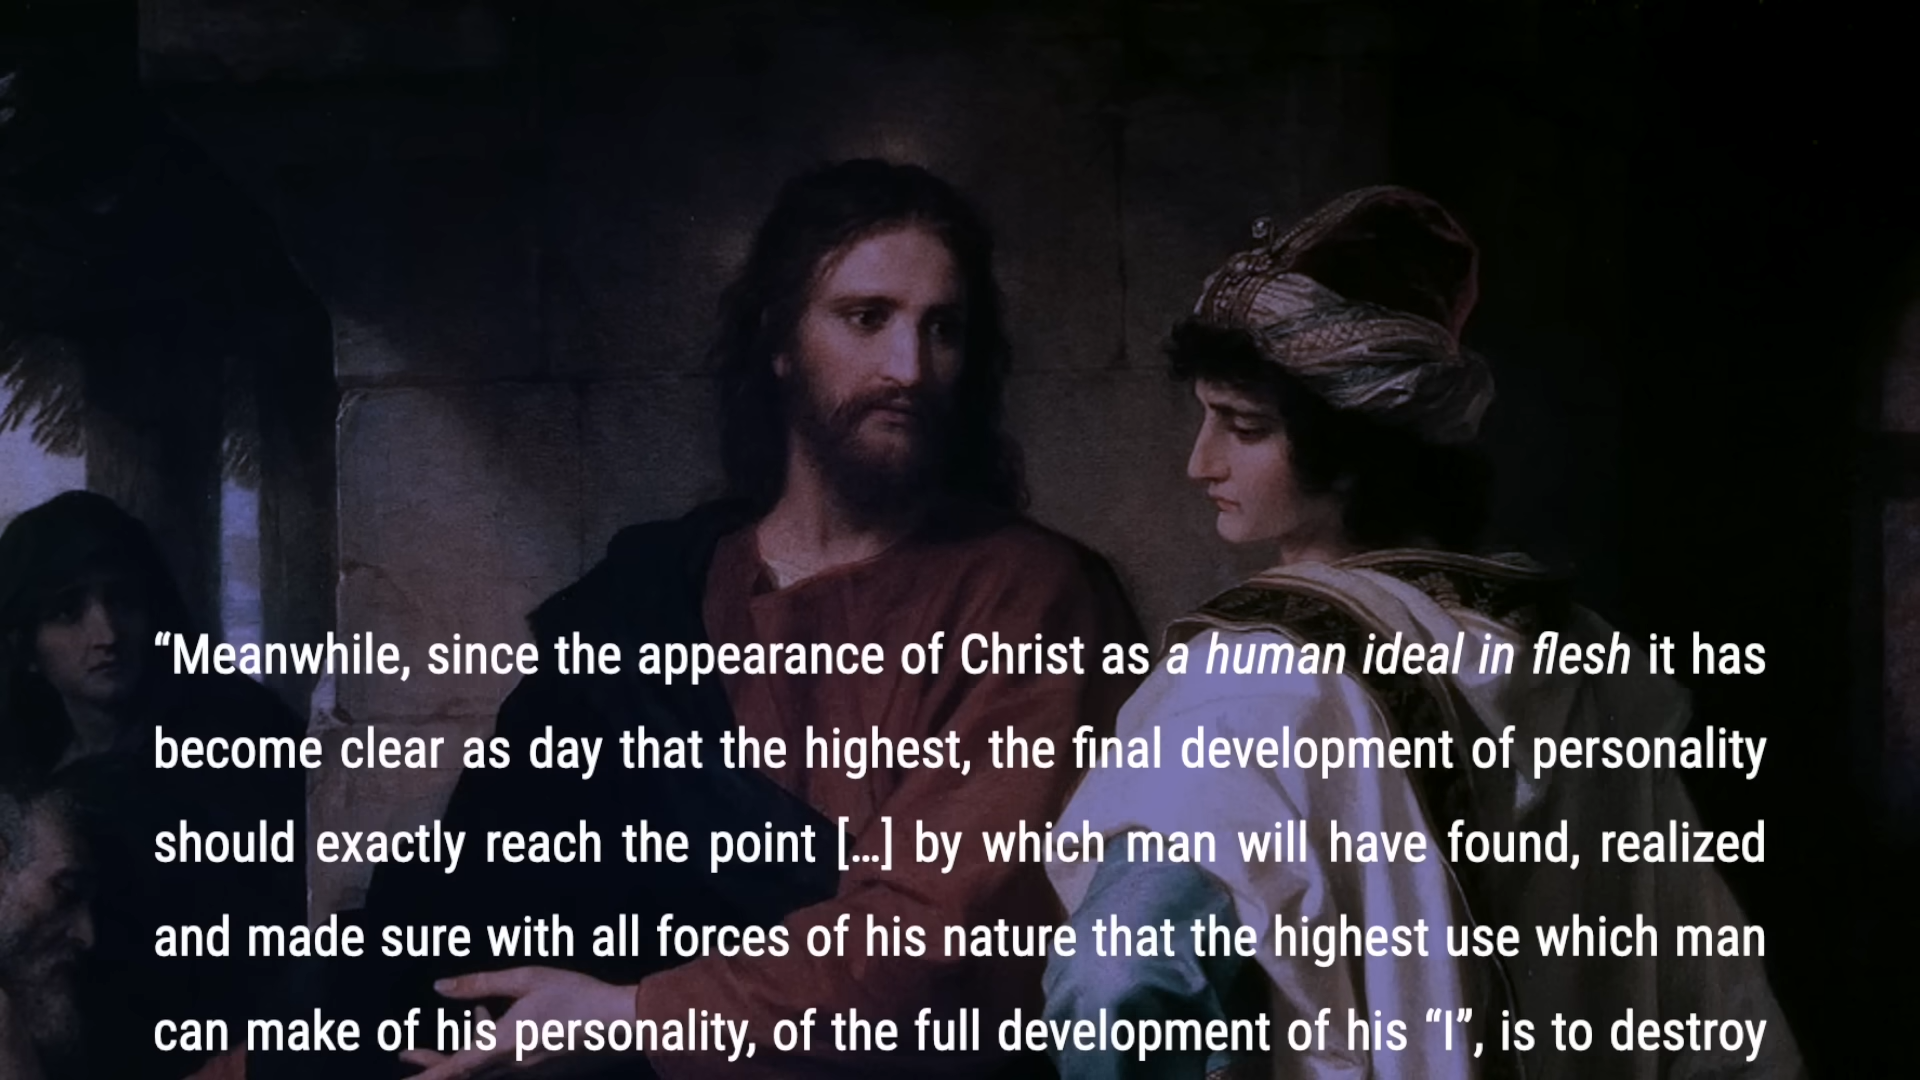 “Meanwhile, since the appearance of Christ as a human ideal in flesh it has
become clear as day that the highest, the final development of personality
should exactly reach the point [...] by which man will have found, realized
and made sure with all forces of his nature that the highest use which man
can make of his personality, of the full development of his “I”, is to destroy